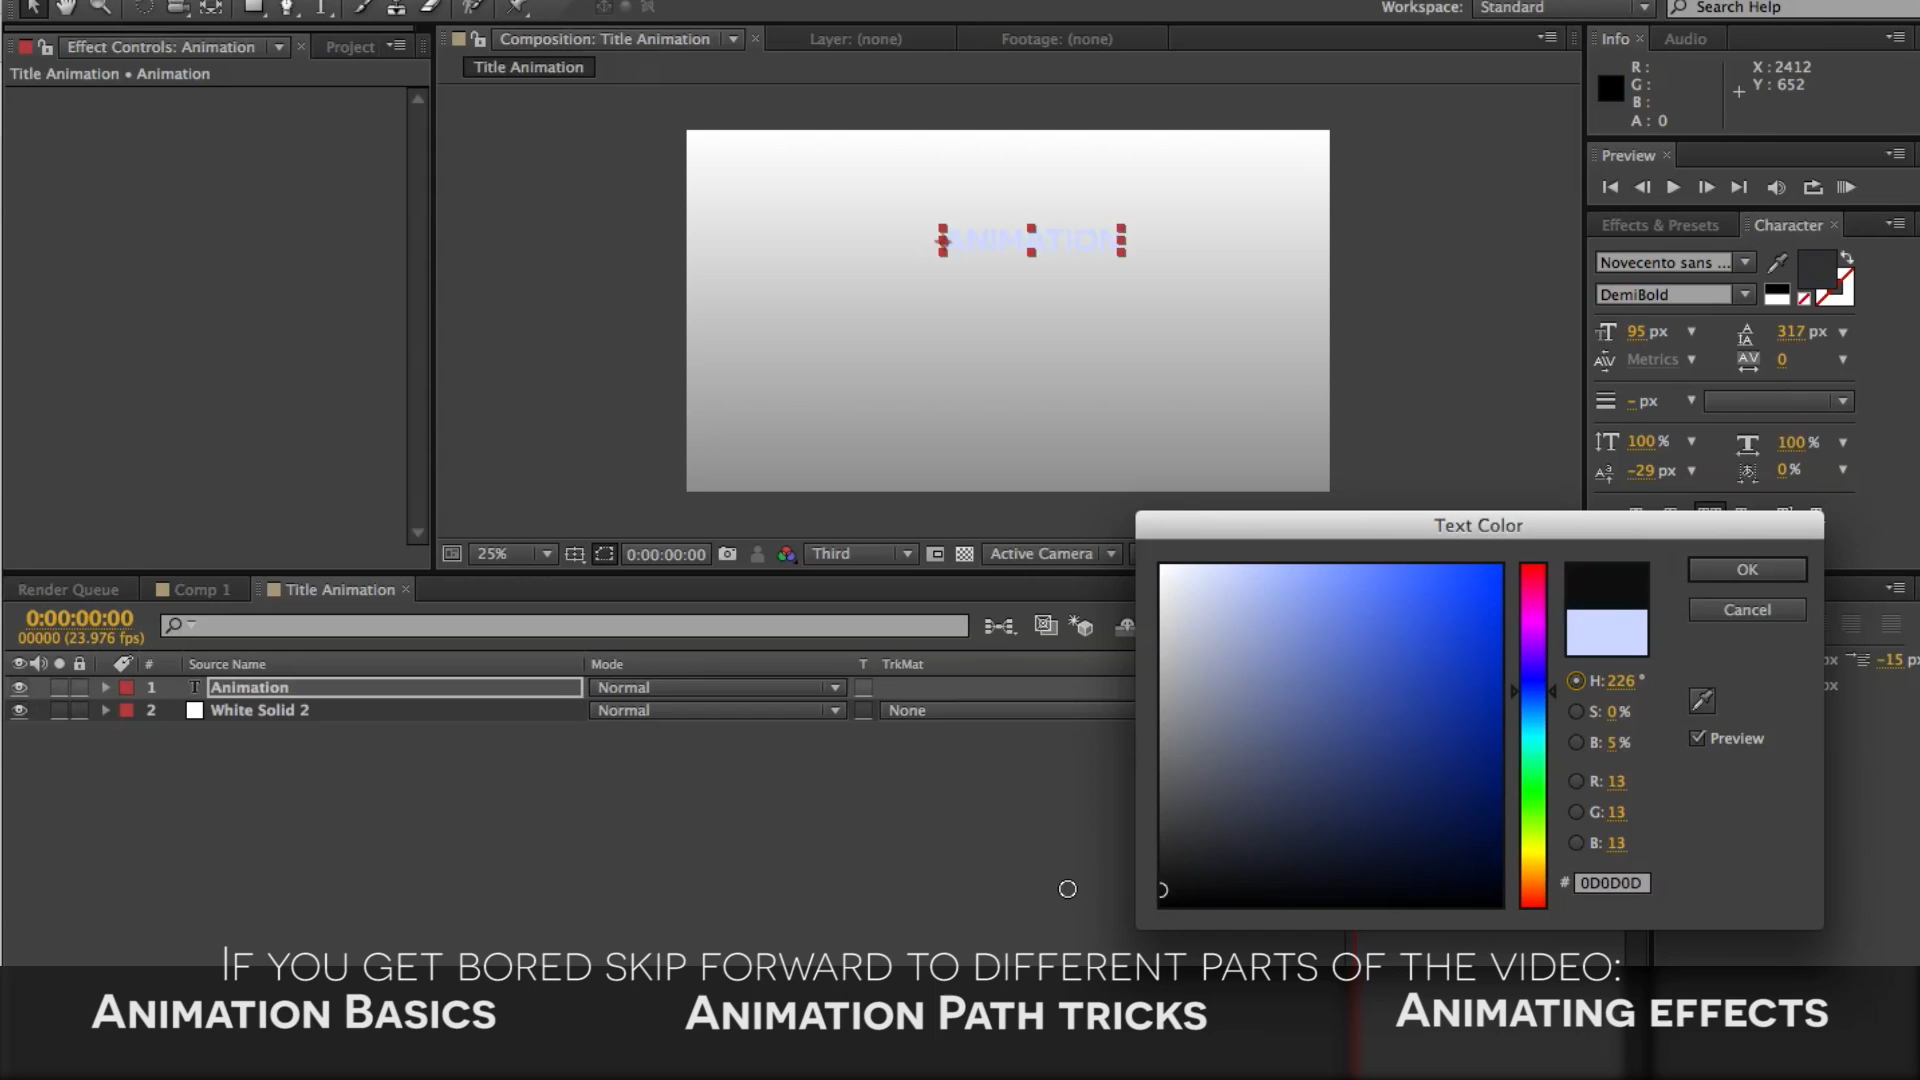 Workspace: Standard Search Help
Effect Controls: Animation Project
Title Animation • Animation
Composition: Title Animation Layer: (none) Footage: (none)
Title Animation
Info Audio
R :
G :
B :
A : 0
X : 2412
Y : 652
Preview
Effects & Presets Character
Novecento sans ...
DemiBold
95 px 317 px
Metrics 0
- px
100 % 100 %
-29 px 0 %
ANIMATION
25% 0:00:00:00 Third Active Camera
Text Color
OK
Cancel
H: 226 °
S: 0 %
B: 5 %
Preview
R: 13
G: 13
B: 13
# 0D0D0D
-15 px
px
Render Queue Comp 1 Title Animation
0:00:00:00
00000 (23.976 fps)
# Source Name Mode T TrkMat
1 T Animation Normal
2 White Solid 2 Normal None
If you get bored skip forward to different parts of the video:
Animation Basics Animation Path tricks Animating effects